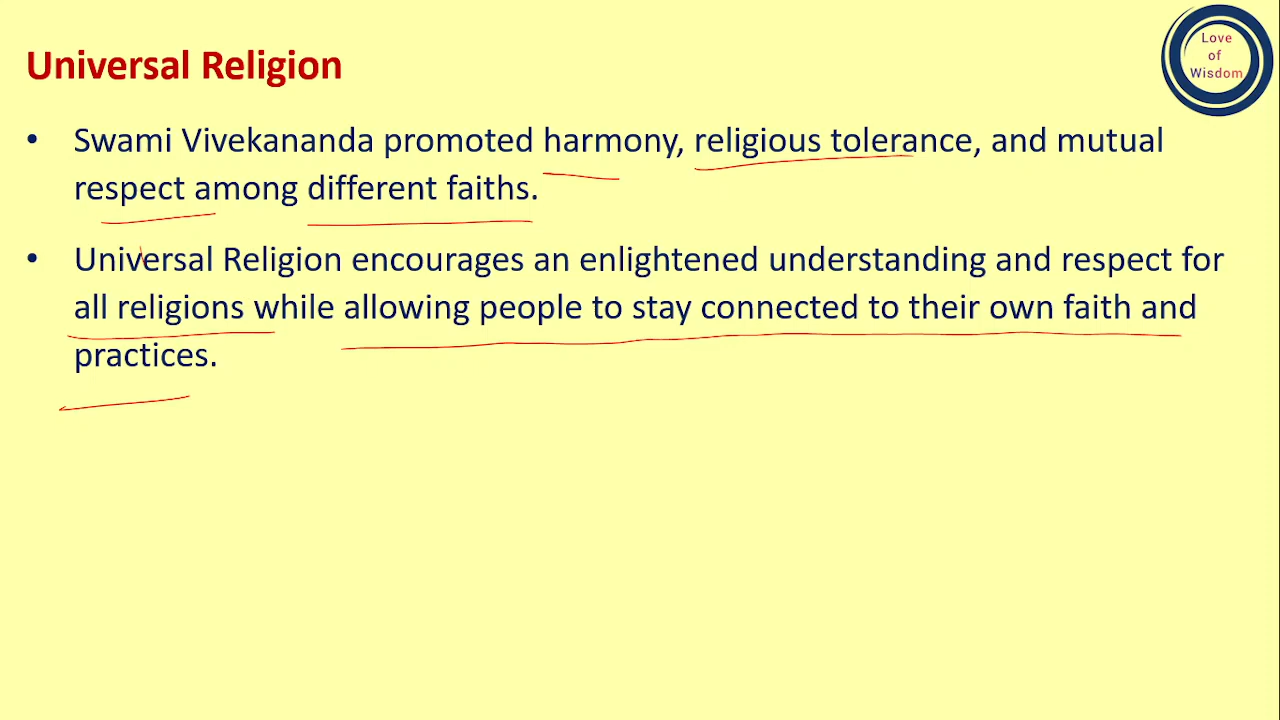 Universal Religion
Love
of
Wisdom
• Swami Vivekananda promoted harmony, religious tolerance, and mutual
respect among different faiths.
• Universal Religion encourages an enlightened understanding and respect for
all religions while allowing people to stay connected to their own faith and
practices.